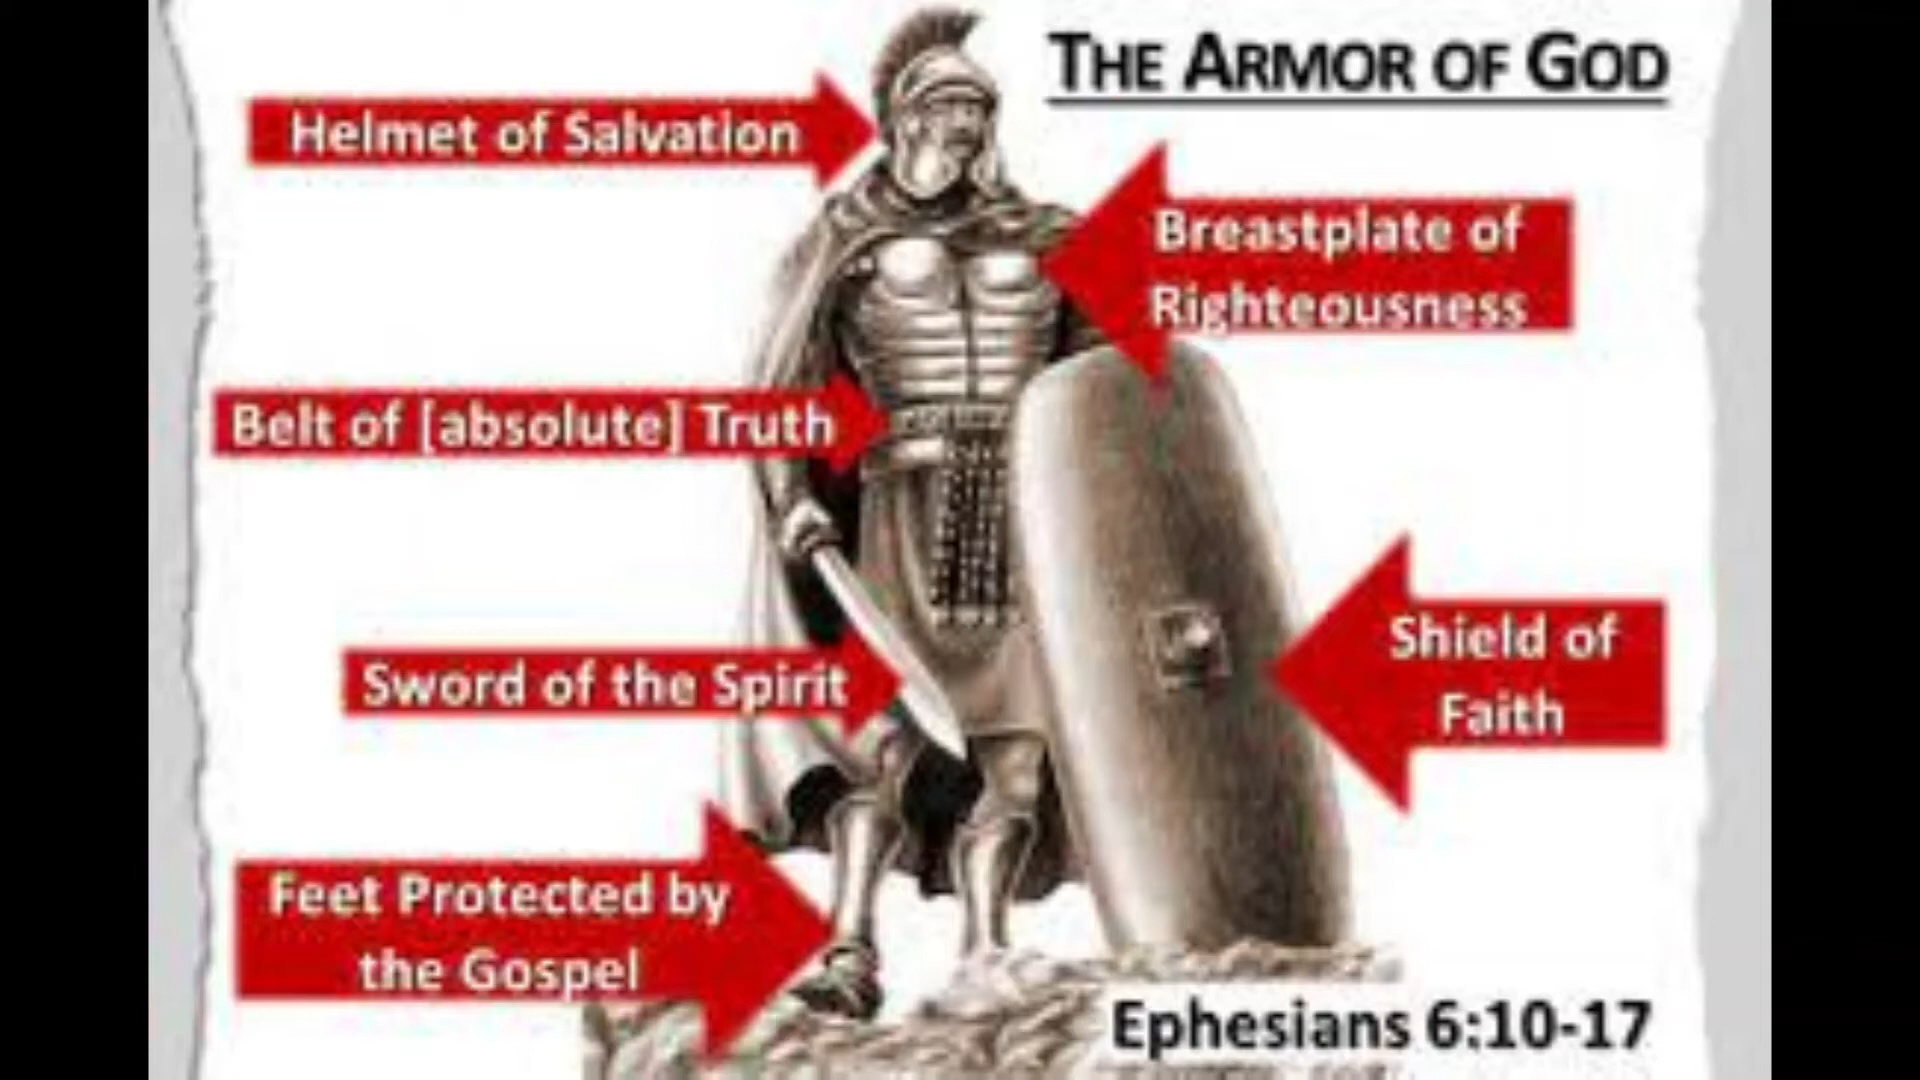 THE ARMOR OF GOD
Helmet of Salvation
Breastplate of
Righteousness
Belt of [absolute] Truth
Sword of the Spirit
Shield of
Faith
Feet Protected by
the Gospel
Ephesians 6:10-17